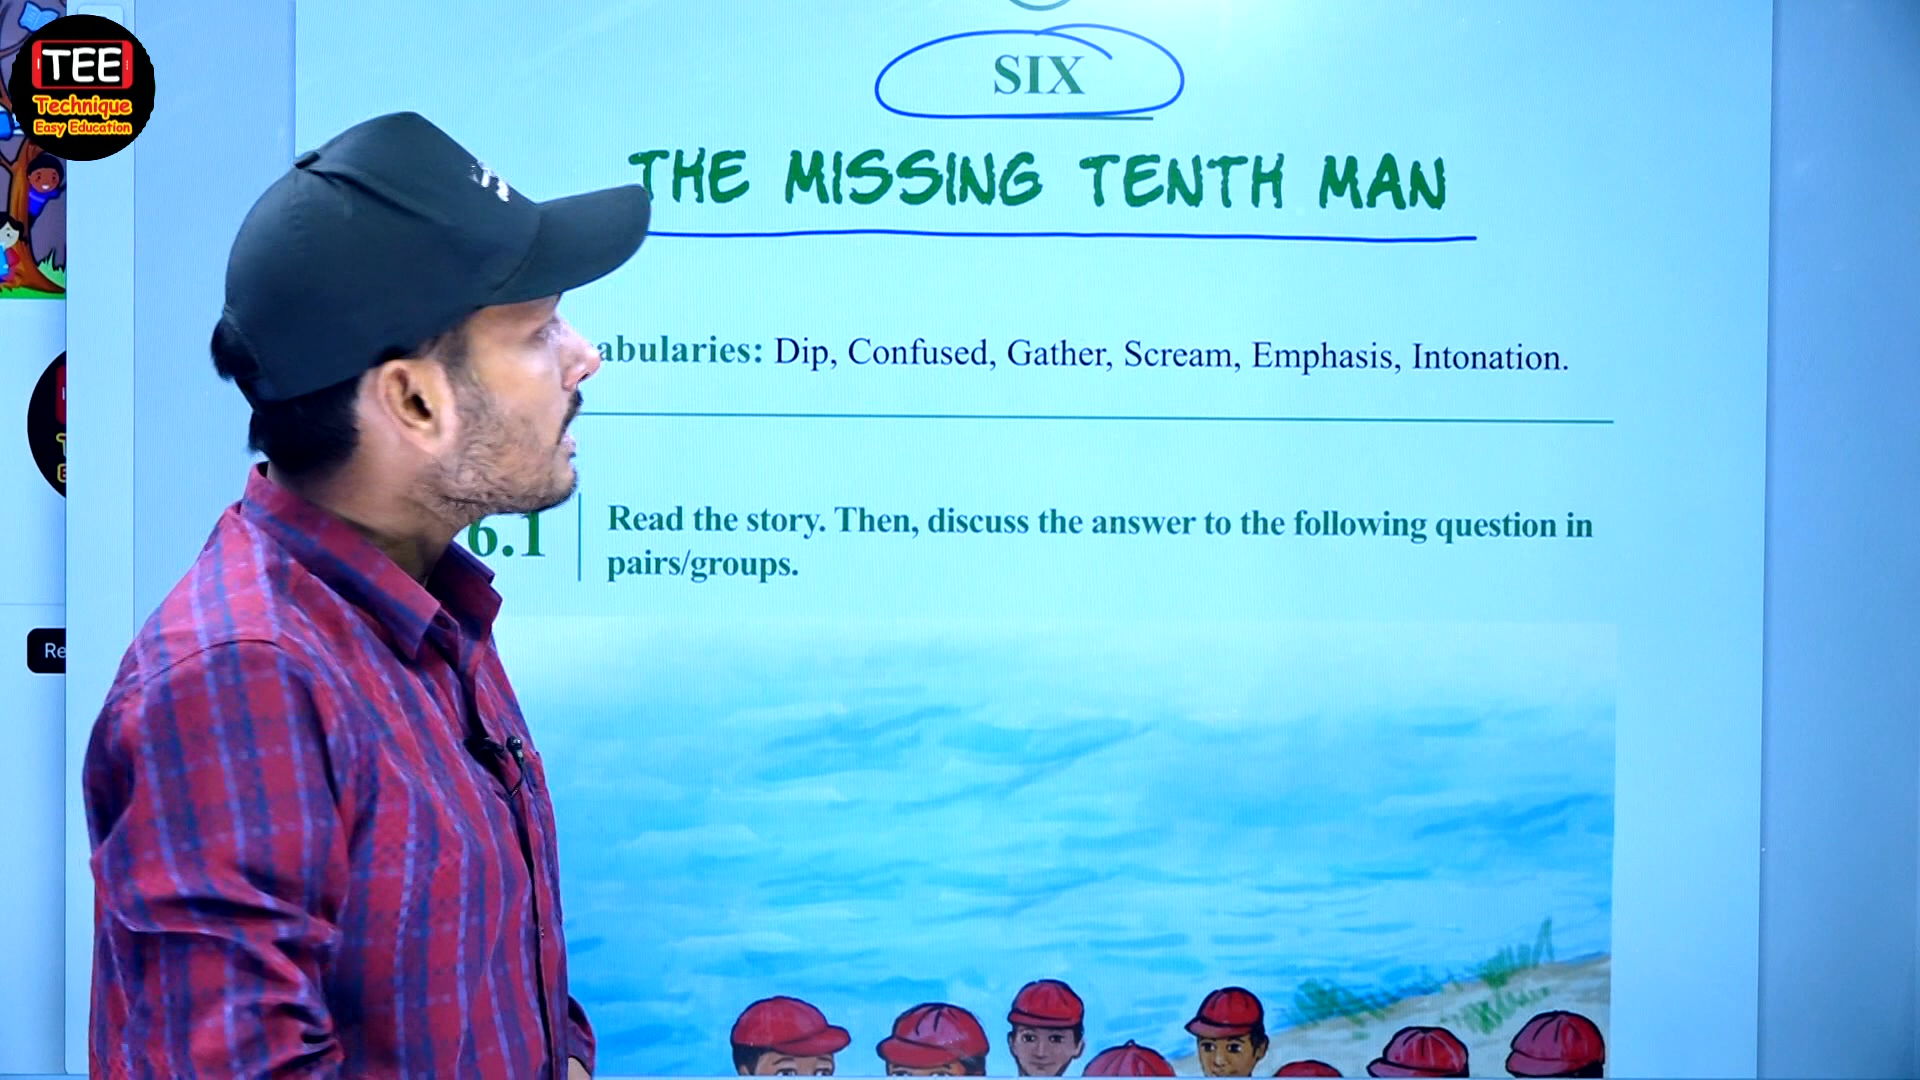 TEE
Technique
Easy Education
SIX
THE MISSING TENTH MAN
abularies: Dip, Confused, Gather, Scream, Emphasis, Intonation.
6.1
Read the story. Then, discuss the answer to the following question in
pairs/groups.
Re